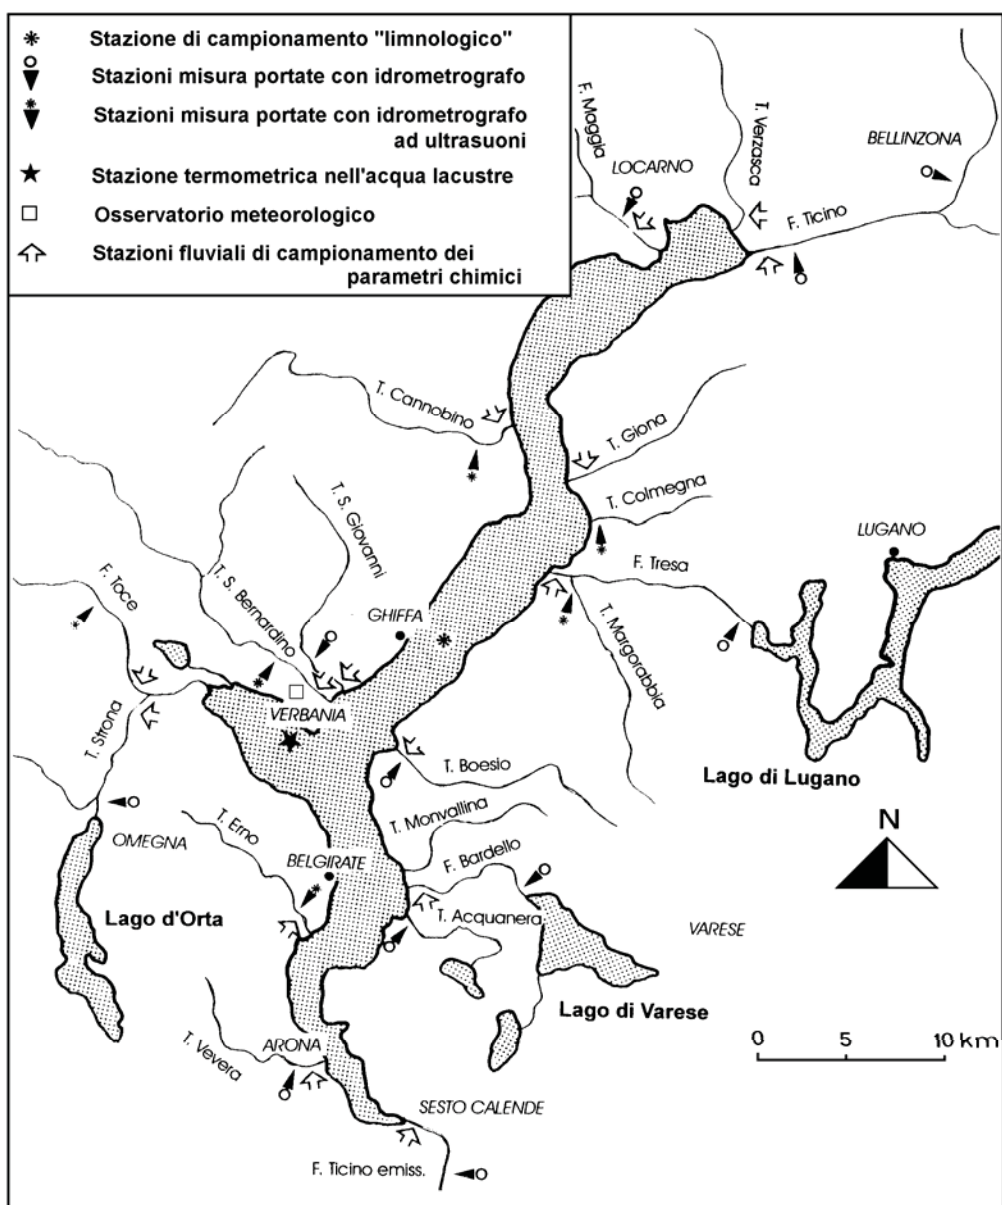 Stazione di campionamento "limnologico"
Stazioni misura portate con idrometrografo
Stazioni misura portate con idrometrografo
ad ultrasuoni
Stazione termometrica nell'acqua lacustre
Osservatorio meteorologico
Stazioni fluviali di campionamento dei
parametri chimici
F. Maggia
T. Verzasca
BELLINZONA
LOCARNO
F. Ticino
T. Cannobino
T. Giona
T. Colmegna
T. S. Giovanni
LUGANO
F. Tresa
F. Toce
T. S. Bernardino
GHIFFA
T. Margorabbia
VERBANIA
T. Strona
T. Boesio
Lago di Lugano
T. Monvallina
N
T. Erno
OMEGNA
BELGIRATE
F. Bardello
Lago d'Orta
T. Acquanera
VARESE
Lago di Varese
T. Vevera
ARONA
0 5 10 km
SESTO CALENDE
F. Ticino emiss.